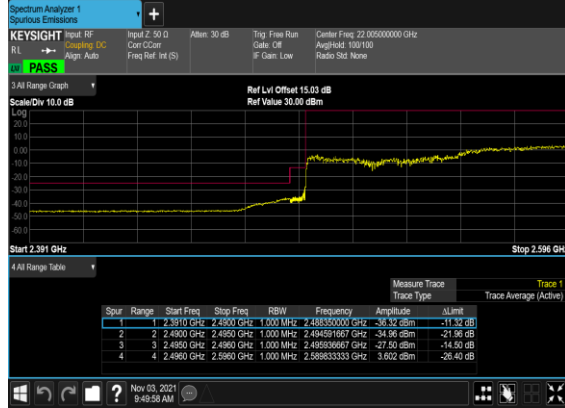 Spectrum Analyzer 1
Spurious Emissions
+
KEYSIGHT Input: RF Input Z: 50 Ω Atten: 30 dB Trig: Free Run Center Freq: 22.005000000 GHz
RL Coupling: DC Corr CCorr Gate: Off Avg|Hold: 100/100
Align: Auto Freq Ref: Int (S) IF Gain: Low Radio Std: None
PASS
3 All Range Graph
Ref Lvl Offset 15.03 dB
Scale/Div 10.0 dB Ref Value 30.00 dBm
Log
20.0
10.0
0.00
-10.0
-20.0
-30.0
-40.0
-50.0
-60.0
Start 2.391 GHz Stop 2.596 GHz
4 All Range Table
Measure Trace Trace 1
Trace Type Trace Average (Active)
Spur Range Start Freq Stop Freq RBW Frequency Amplitude ΔLimit
1 1 2.3910 GHz 2.4900 GHz 1.000 MHz 2.488350000 GHz -36.32 dBm -11.32 dB
2 2 2.4900 GHz 2.4950 GHz 1.000 MHz 2.494591667 GHz -34.96 dBm -21.96 dB
3 3 2.4950 GHz 2.4960 GHz 1.000 MHz 2.495936667 GHz -27.50 dBm -14.50 dB
4 4 2.4960 GHz 2.5960 GHz 1.000 MHz 2.589833333 GHz 3.602 dBm -26.40 dB
? Nov 03, 2021
9:49:58 AM